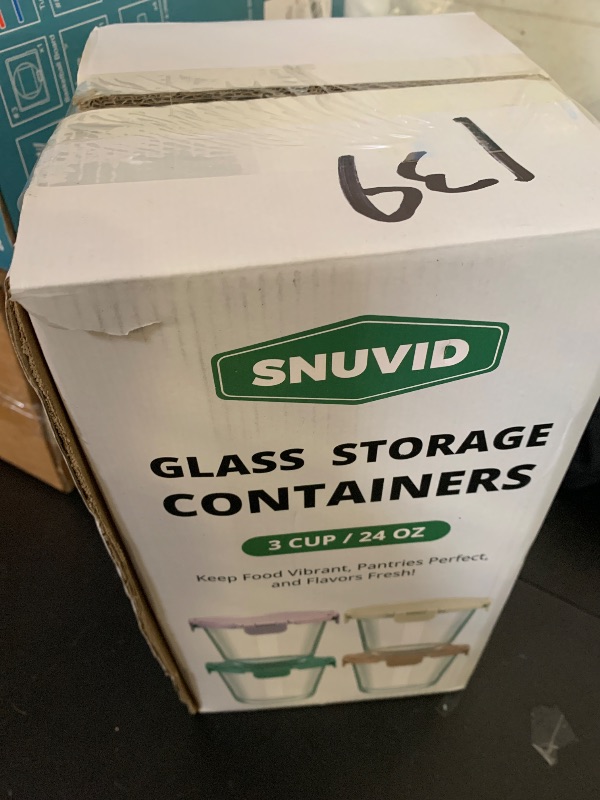 139
SNUVID
GLASS STORAGE
CONTAINERS
3 CUP / 24 OZ
Keep Food Vibrant, Pantries Perfect,
and Flavors Fresh!